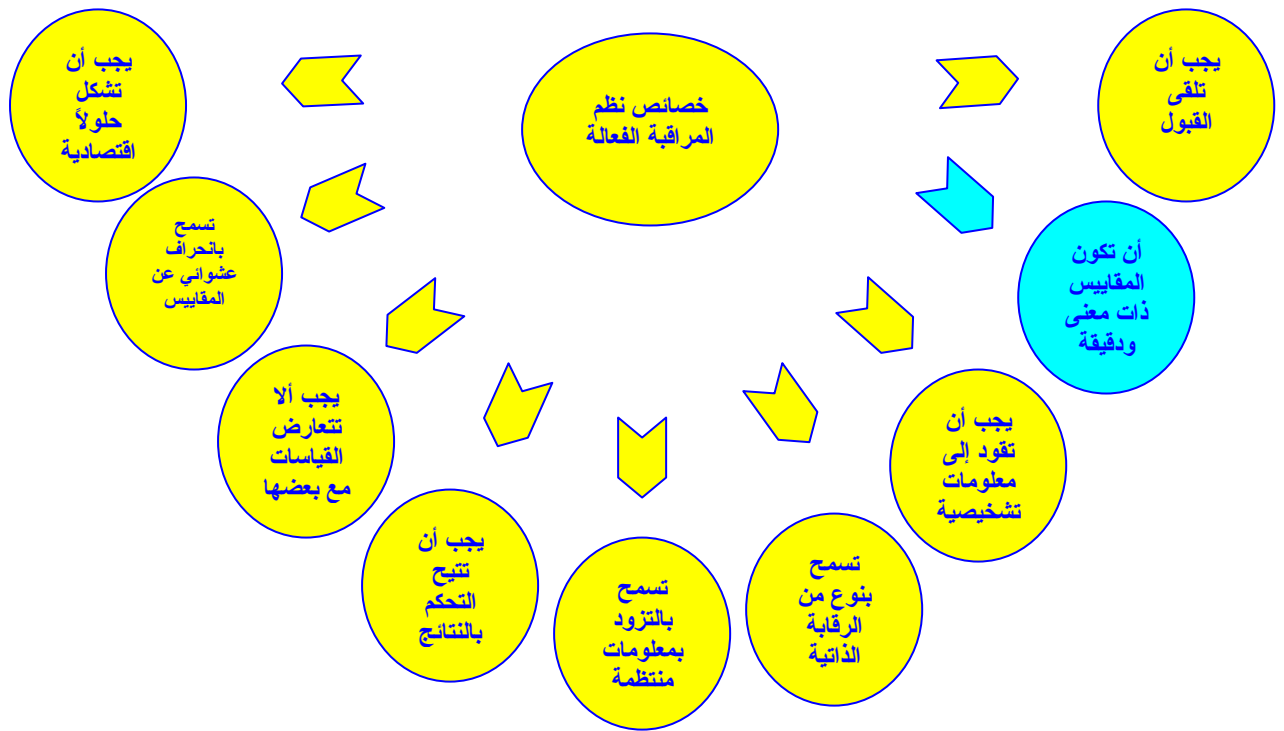 خصائص نظم
المراقبة الفعالة
يجب أن
تلقى
القبول
أن تكون
المقاييس
ذات معنى
ودقيقة
يجب أن
تقود إلى
معلومات
تشخيصية
تسمح
بنوع من
الرقابة
الذاتية
تسمح
بالتزود
بمعلومات
منتظمة
يجب أن
تتيح
التحكم
بالنتائج
يجب ألا
تتعارض
القياسات
مع بعضها
تسمح
بانحراف
عشوائي عن
المقاييس
يجب أن
تشكل
حلولاً
اقتصادية